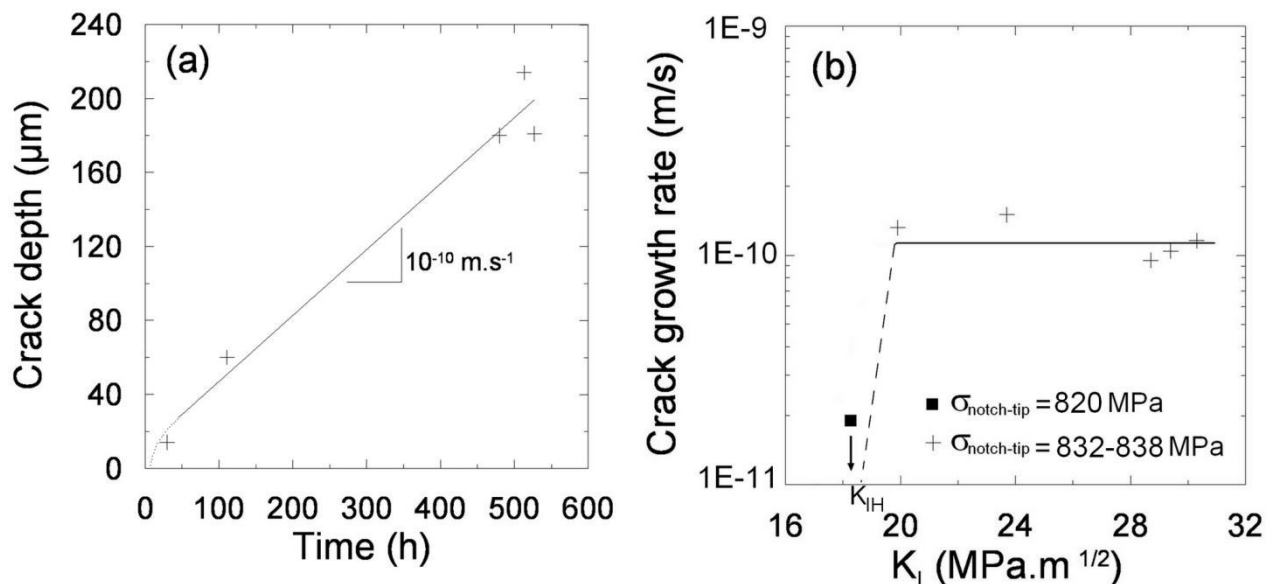 (a)
Crack depth (µm)
240
200
160
120
80
40
0
10⁻¹⁰ m.s⁻¹
0 100 200 300 400 500 600
Time (h)
(b)
Crack growth rate (m/s)
1E-9
1E-10
1E-11
σnotch-tip = 820 MPa
σnotch-tip = 832-838 MPa
KIH
16 20 24 28 32
KI (MPa.m 1/2)